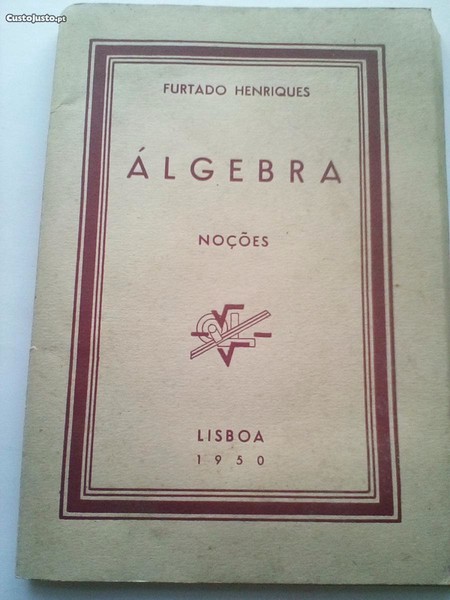 CustoJusto.pt
FURTADO HENRIQUES
ÁLGEBRA
NOÇÕES
LISBOA
1950